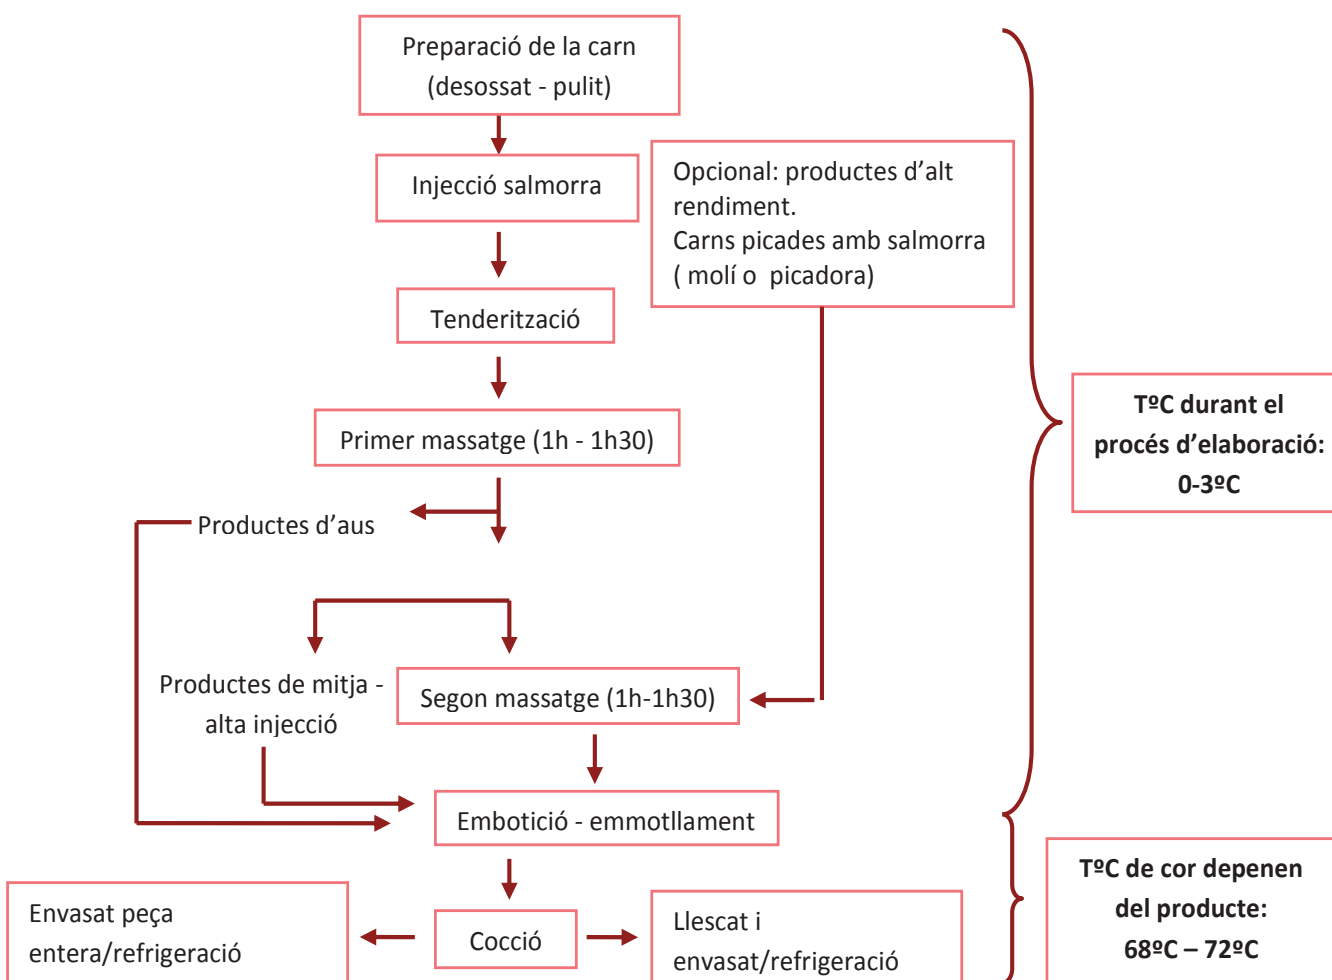 Preparació de la carn
(desossat - pulit)
Injecció salmorra
Opcional: productes d’alt
rendiment.
Carns picades amb salmorra
( molí o  picadora)
Tenderització
Primer massatge (1h - 1h30)
TºC durant el
procés d’elaboració:
0-3ºC
Productes d’aus
Productes de mitja -
alta injecció
Segon massatge (1h-1h30)
Embotició - emmotllament
TºC de cor depenen
del producte:
68ºC – 72ºC
Envasat peça
entera/refrigeració
Cocció
Llescat i
envasat/refrigeració